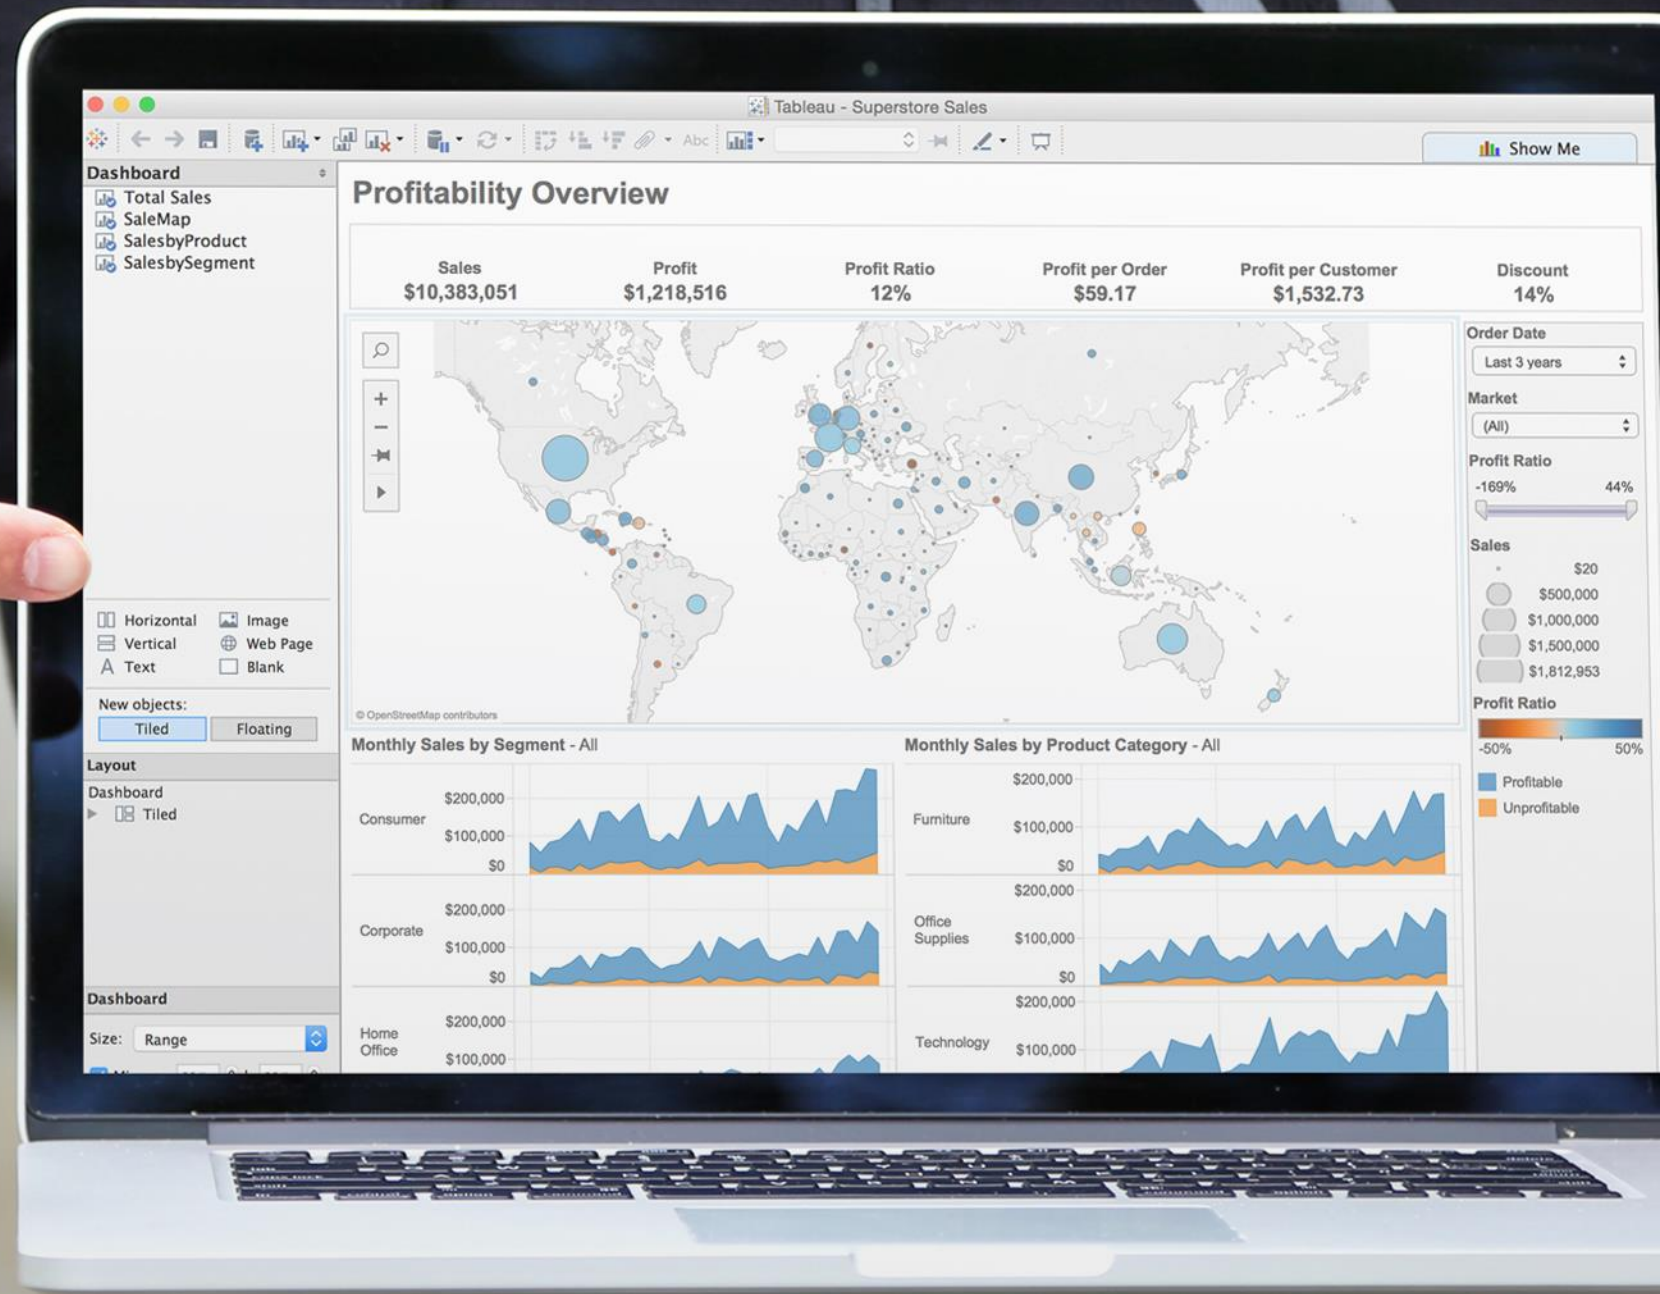 Tableau - Superstore Sales
Abc
Show Me
Dashboard
Total Sales
SaleMap
SalesbyProduct
SalesbySegment
Profitability Overview
Sales
$10,383,051
Profit
$1,218,516
Profit Ratio
12%
Profit per Order
$59.17
Profit per Customer
$1,532.73
Discount
14%
Order Date
Last 3 years
Market
(All)
Profit Ratio
-169% 44%
Sales
$20
$500,000
$1,000,000
$1,500,000
$1,812,953
Profit Ratio
-50% 50%
Profitable
Unprofitable
© OpenStreetMap contributors
Horizontal Image
Vertical Web Page
A Text Blank
New objects:
Tiled Floating
Layout
Dashboard
Tiled
Dashboard
Size: Range
Monthly Sales by Segment - All
Consumer
$200,000
$100,000
$0
Corporate
$200,000
$100,000
$0
Home
Office
$200,000
$100,000
Monthly Sales by Product Category - All
Furniture
$200,000
$100,000
$0
Office
Supplies
$200,000
$100,000
$0
Technology
$200,000
$100,000